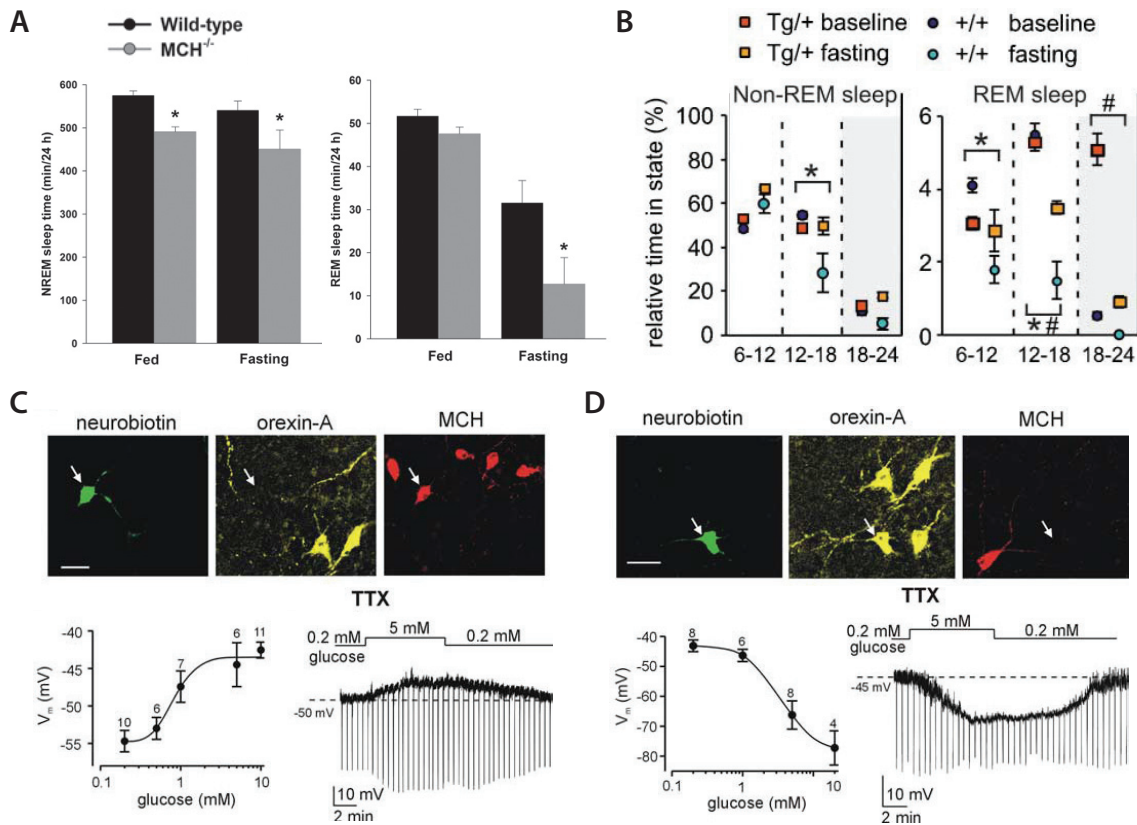 A
Wild-type
MCH-/-
NREM sleep time (min/24 h)
600
500
400
300
200
100
0
*
*
Fed
Fasting
REM sleep time (min/24 h)
60
50
40
30
20
10
0
*
Fed
Fasting
B
Tg/+ baseline
+/+ baseline
Tg/+ fasting
+/+ fasting
relative time in state (%)
Non-REM sleep
100
80
60
40
20
0
*
6-12
12-18
18-24
REM sleep
6
4
2
0
*
#
* #
6-12
12-18
18-24
C
neurobiotin
orexin-A
MCH
TTX
Vm (mV)
-40
-45
-50
-55
10
6
7
6
11
0.1
1
10
glucose (mM)
0.2 mM
5 mM
0.2 mM
glucose
-50 mV
10 mV
2 min
D
neurobiotin
orexin-A
MCH
TTX
Vm (mV)
-40
-50
-60
-70
-80
8
6
8
4
0.1
1
10
glucose (mM)
0.2 mM
5 mM
0.2 mM
glucose
-45 mV
10 mV
2 min